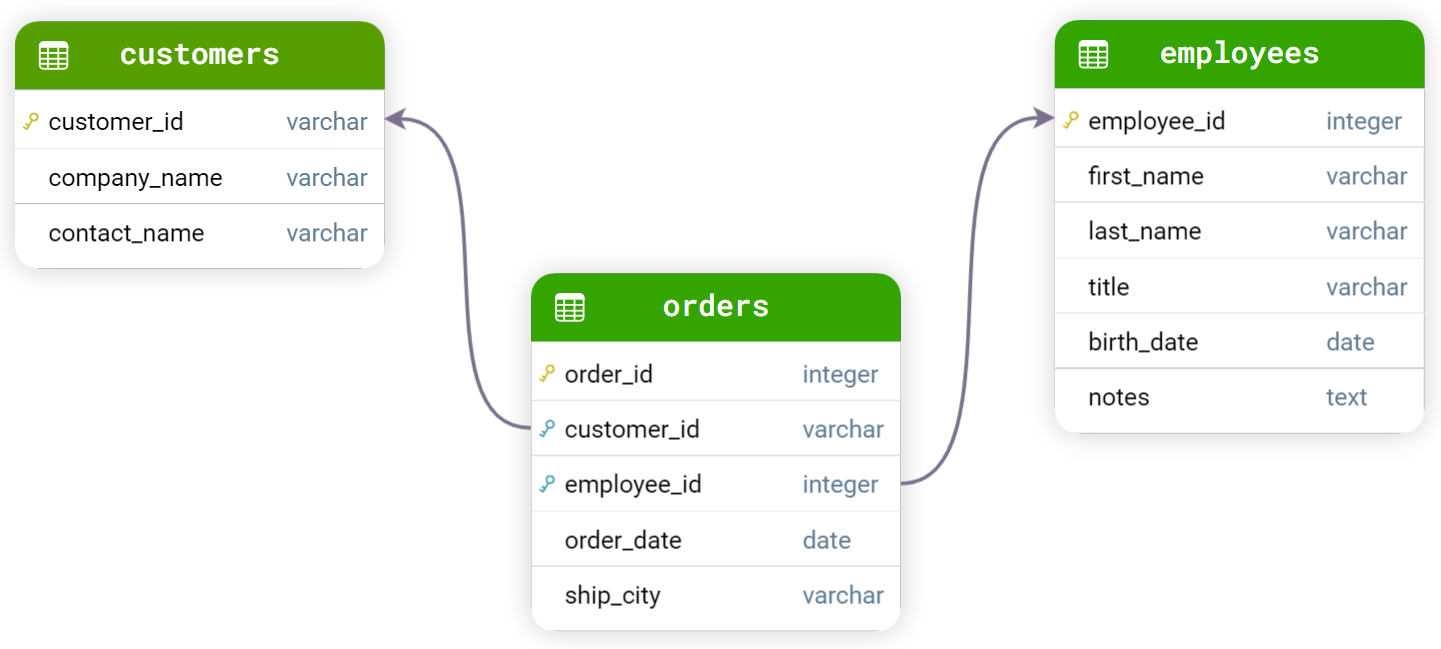 customers
customer_id varchar
company_name varchar
contact_name varchar
employees
employee_id integer
first_name varchar
last_name varchar
title varchar
birth_date date
notes text
orders
order_id integer
customer_id varchar
employee_id integer
order_date date
ship_city varchar